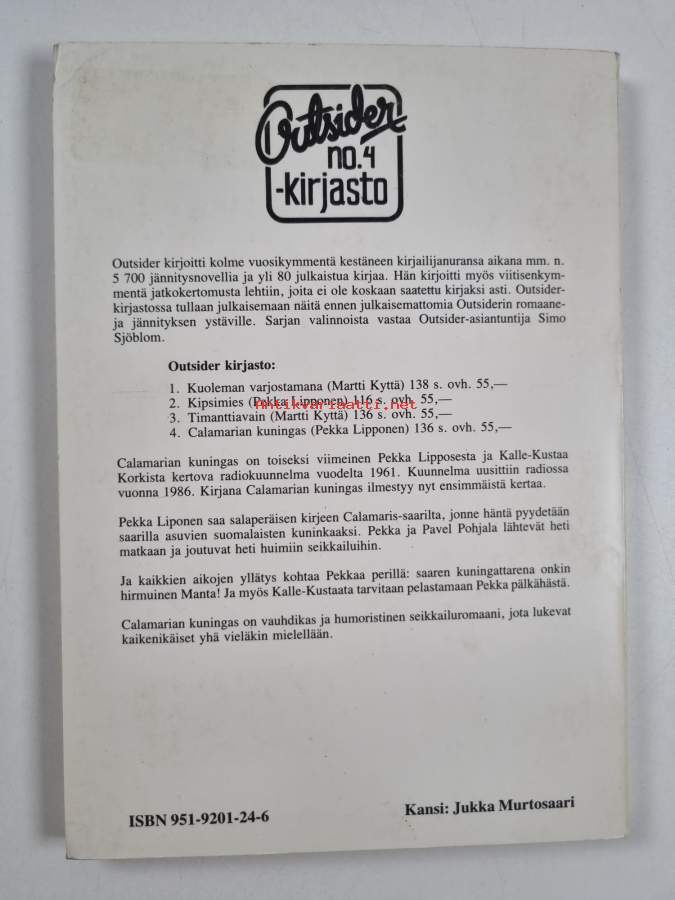 Outsider
no.4
-kirjasto
Outsider kirjoitti kolme vuosikymmentä kestäneen kirjailijanuransa aikana mm. n.
5 700 jännitysnovellia ja yli 80 julkaistua kirjaa. Hän kirjoitti myös viitisenkym-
mentä jatkokertomusta lehtiin, joita ei ole koskaan saatettu kirjaksi asti. Outsider-
kirjastossa tullaan julkaisemaan näitä ennen julkaisemattomia Outsiderin romaane-
ja jännityksen ystäville. Sarjan valinnoista vastaa Outsider-asiantuntija Simo
Sjöblom.
Outsider kirjasto:
1. Kuoleman varjostamana (Martti Kyttä) 138 s. ovh. 55,—
2. Kipsimies (Pekka Lipponen) 116 s. ovh. 55,—
Antikvariaatti.net
3. Timanttiavain (Martti Kyttä) 136 s. ovh. 55,—
4. Calamarian kuningas (Pekka Lipponen) 136 s. ovh. 55,—
Calamarian kuningas on toiseksi viimeinen Pekka Lipposesta ja Kalle-Kustaa
Korkista kertova radiokuunnelma vuodelta 1961. Kuunnelma uusittiin radiossa
vuonna 1986. Kirjana Calamarian kuningas ilmestyy nyt ensimmäistä kertaa.
Pekka Liponen saa salaperäisen kirjeen Calamaris-saarilta, jonne häntä pyydetään
saarilla asuvien suomalaisten kuninkaaksi. Pekka ja Pavel Pohjala lähtevät heti
matkaan ja joutuvat heti huimiin seikkailuihin.
Ja kaikkien aikojen yllätys kohtaa Pekkaa perillä: saaren kuningattarena onkin
hirmuinen Manta! Ja myös Kalle-Kustaata tarvitaan pelastamaan Pekka pälkähästä.
Calamarian kuningas on vauhdikas ja humoristinen seikkailuromaani, jota lukevat
kaikenikäiset yhä vieläkin mielellään.
ISBN 951-9201-24-6
Kansi: Jukka Murtosaari